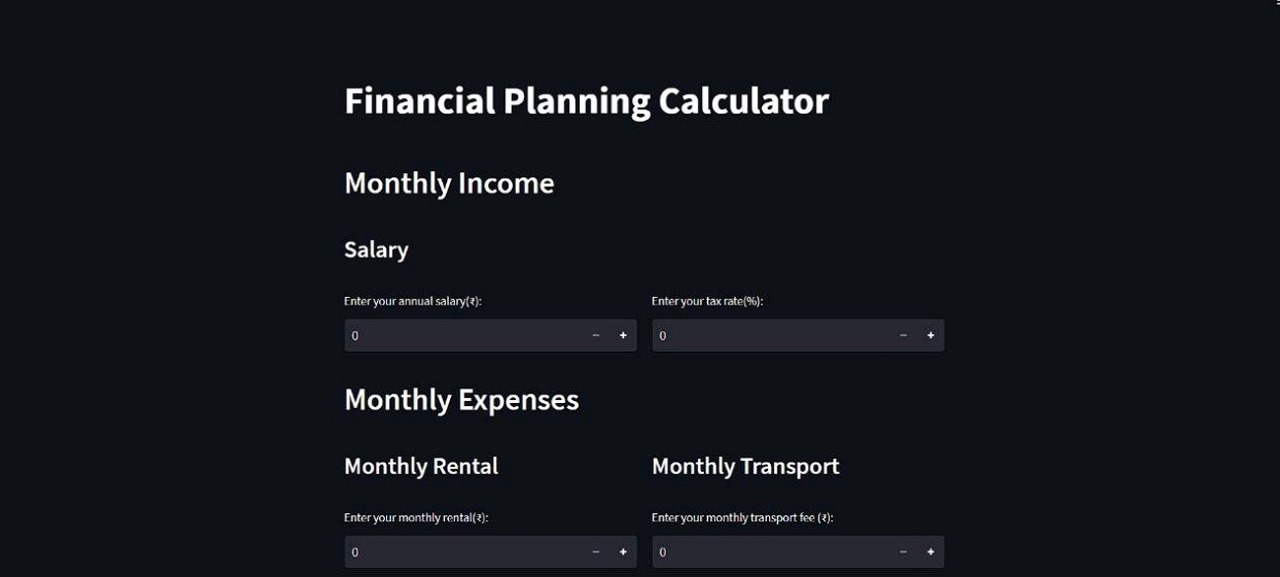 Financial Planning Calculator
Monthly Income
Salary
Enter your annual salary(₹):
Enter your tax rate(%):
0 − +
0 − +
Monthly Expenses
Monthly Rental
Monthly Transport
Enter your monthly rental(₹):
Enter your monthly transport fee (₹):
0 − +
0 − +